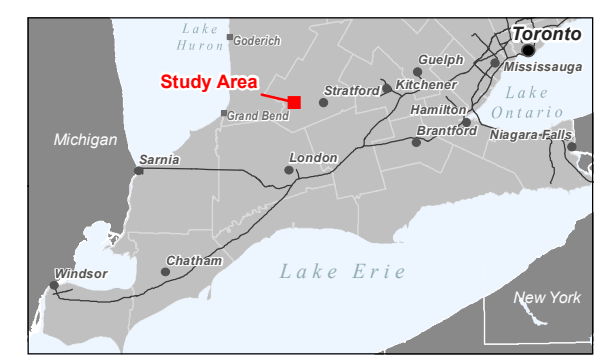 Lake
Huron
Goderich
Toronto
Guelph
Mississauga
Study Area
Stratford
Kitchener
Lake
Ontario
Hamilton
Grand Bend
Brantford
Niagara-Falls
Michigan
Sarnia
London
Chatham
Lake Erie
Windsor
New York